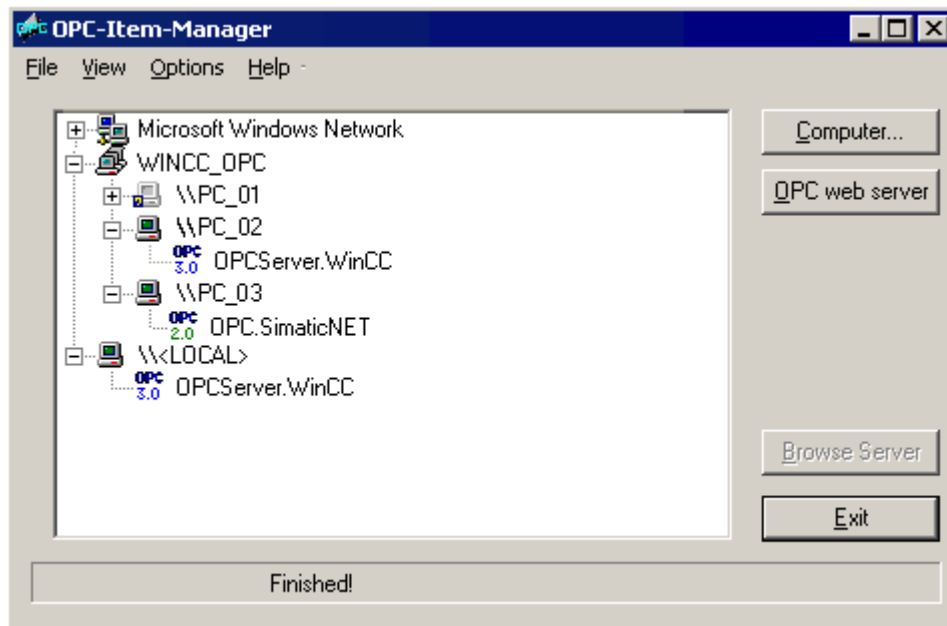 OPC-Item-Manager
File View Options Help
Microsoft Windows Network
WINCC_OPC
\\PC_01
\\PC_02
OPC 3.0 OPCServer.WinCC
\\PC_03
OPC 2.0 OPC.SimaticNET
\\<LOCAL>
OPC 3.0 OPCServer.WinCC
Computer...
OPC web server
Browse Server
Exit
Finished!